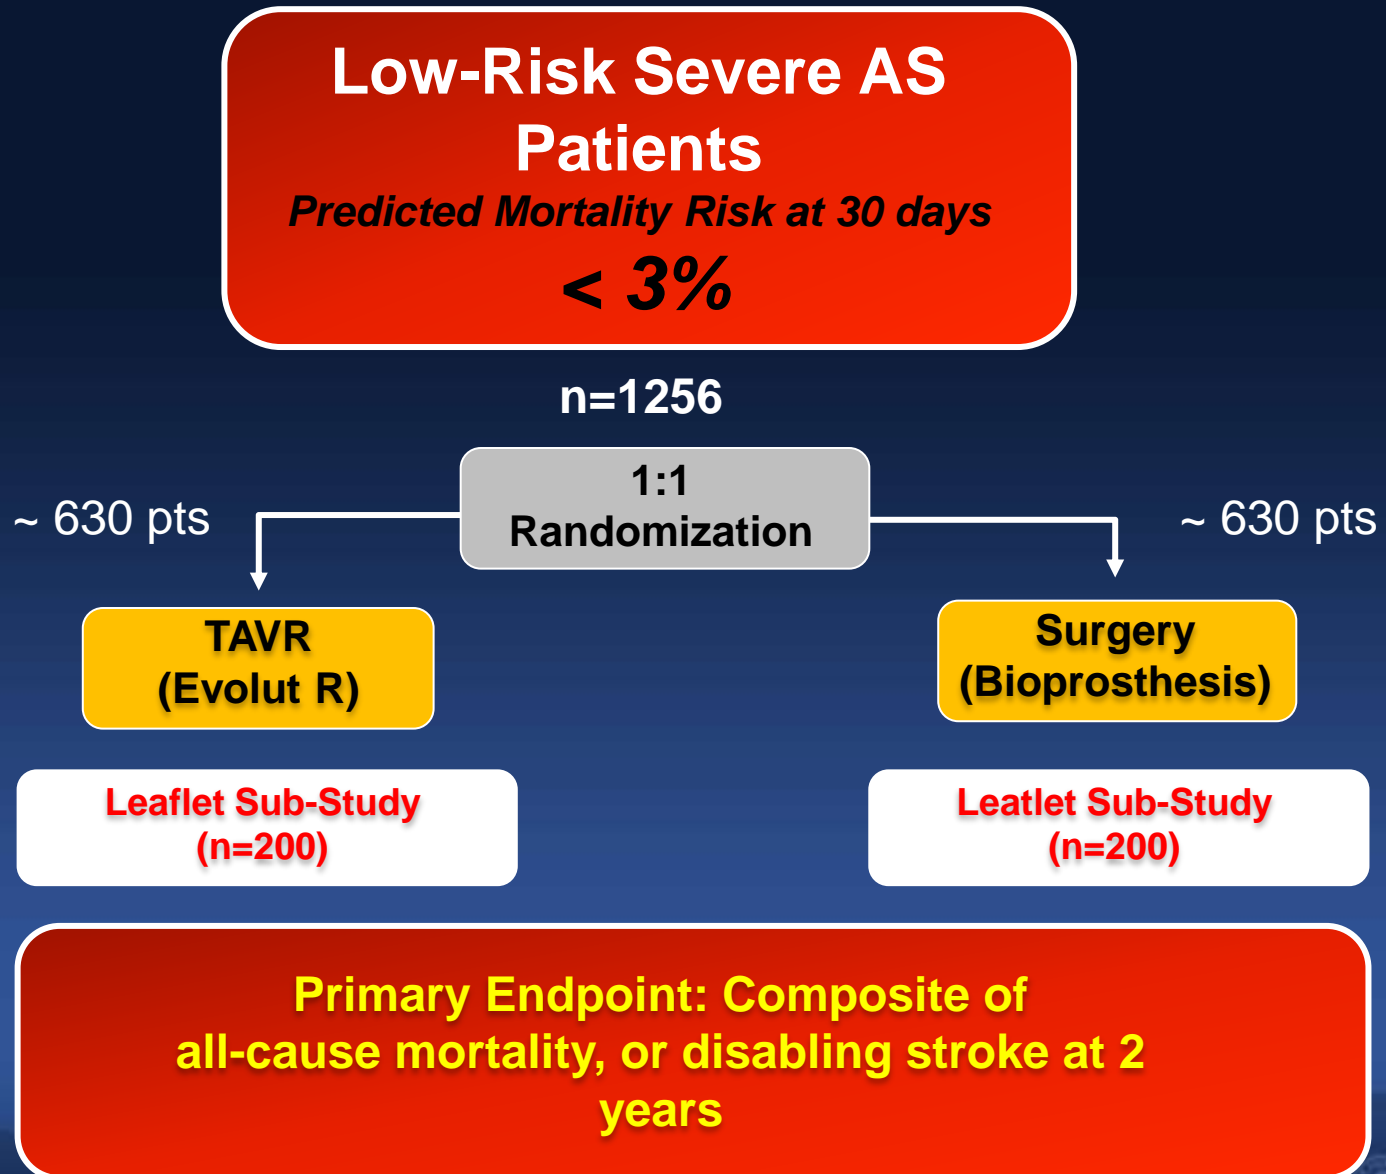 Low-Risk Severe AS
Patients
Predicted Mortality Risk at 30 days
< 3%
n=1256
1:1
Randomization
~ 630 pts
~ 630 pts
TAVR
(Evolut R)
Surgery
(Bioprosthesis)
Leaflet Sub-Study
(n=200)
Leatlet Sub-Study
(n=200)
Primary Endpoint: Composite of
all-cause mortality, or disabling stroke at 2
years